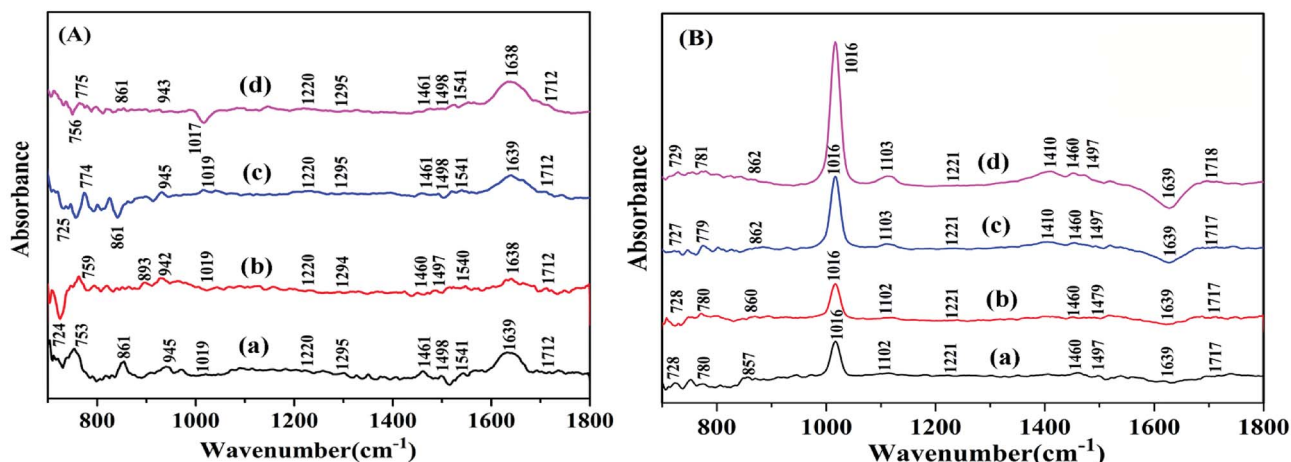 (A)
775 861 943 (d) 1220 1295 1461 1498 1541 1638 1712
756 1017
774 945 1019 (c) 1220 1295 1461 1498 1541 1639 1712
725 861
759 893 942 1019 (b) 1220 1294 1460 1497 1540 1638 1712
724 753 861 945 1019 (a) 1220 1295 1461 1498 1541 1639 1712
Absorbance
800 1000 1200 1400 1600 1800
Wavenumber(cm⁻¹)
(B)
1016
729 781 862 1103 1221 (d) 1410 1460 1497 1639 1718
1016
727 779 862 1103 1221 (c) 1410 1460 1497 1639 1717
1016
728 780 860 1102 1221 (b) 1460 1479 1639 1717
1016
728 780 857 1102 1221 (a) 1460 1497 1639 1717
Absorbance
800 1000 1200 1400 1600 1800
Wavenumber(cm⁻¹)